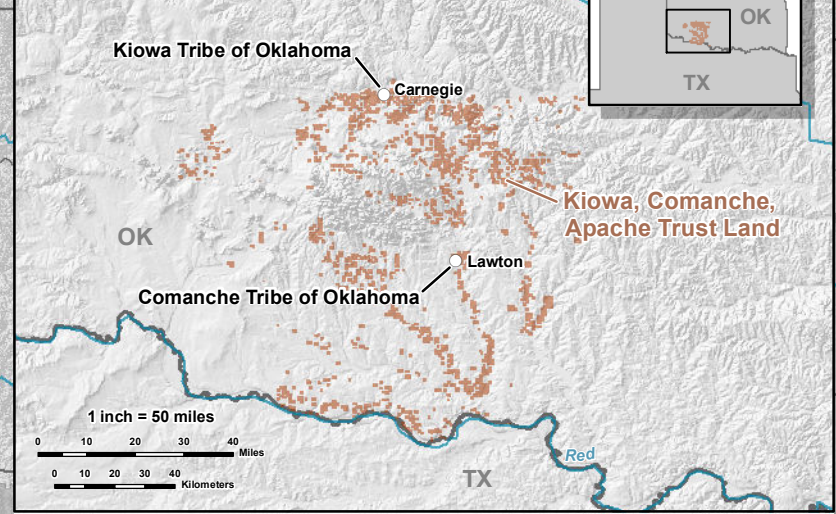 OK
TX
Kiowa Tribe of Oklahoma
Carnegie
Kiowa, Comanche,
Apache Trust Land
OK
Lawton
Comanche Tribe of Oklahoma
1 inch = 50 miles
0 10 20 30 40
Miles
0 10 20 30 40
Kilometers
Red
TX